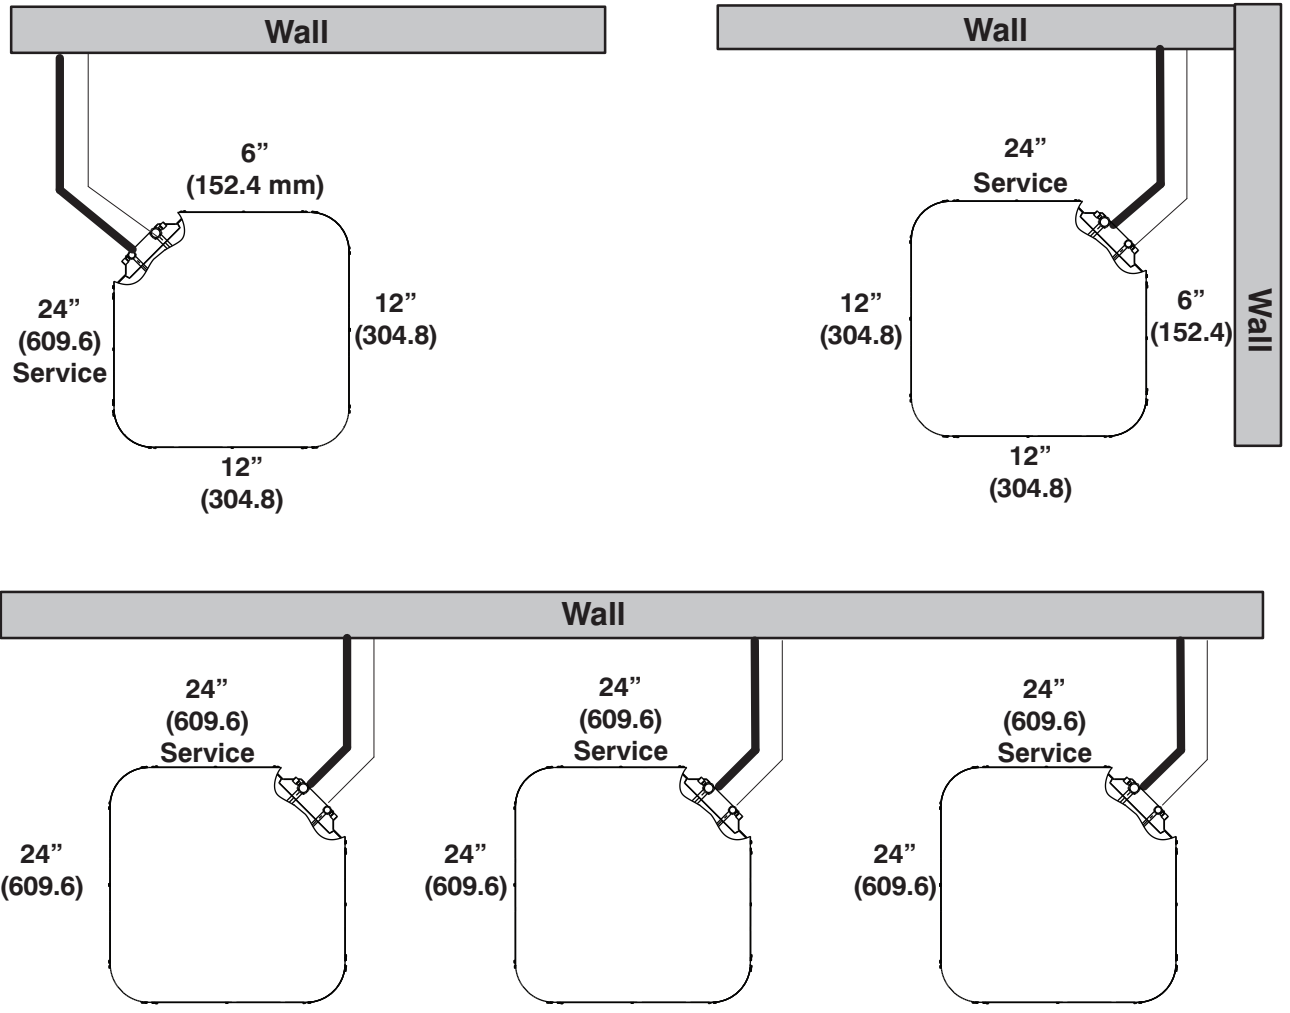 Wall
6”
(152.4 mm)
24”
(609.6)
Service
12”
(304.8)
12”
(304.8)
Wall
24”
Service
12”
(304.8)
6”
(152.4)
Wall
12”
(304.8)
Wall
24”
(609.6)
Service
24”
(609.6)
Service
24”
(609.6)
Service
24”
(609.6)
24”
(609.6)
24”
(609.6)